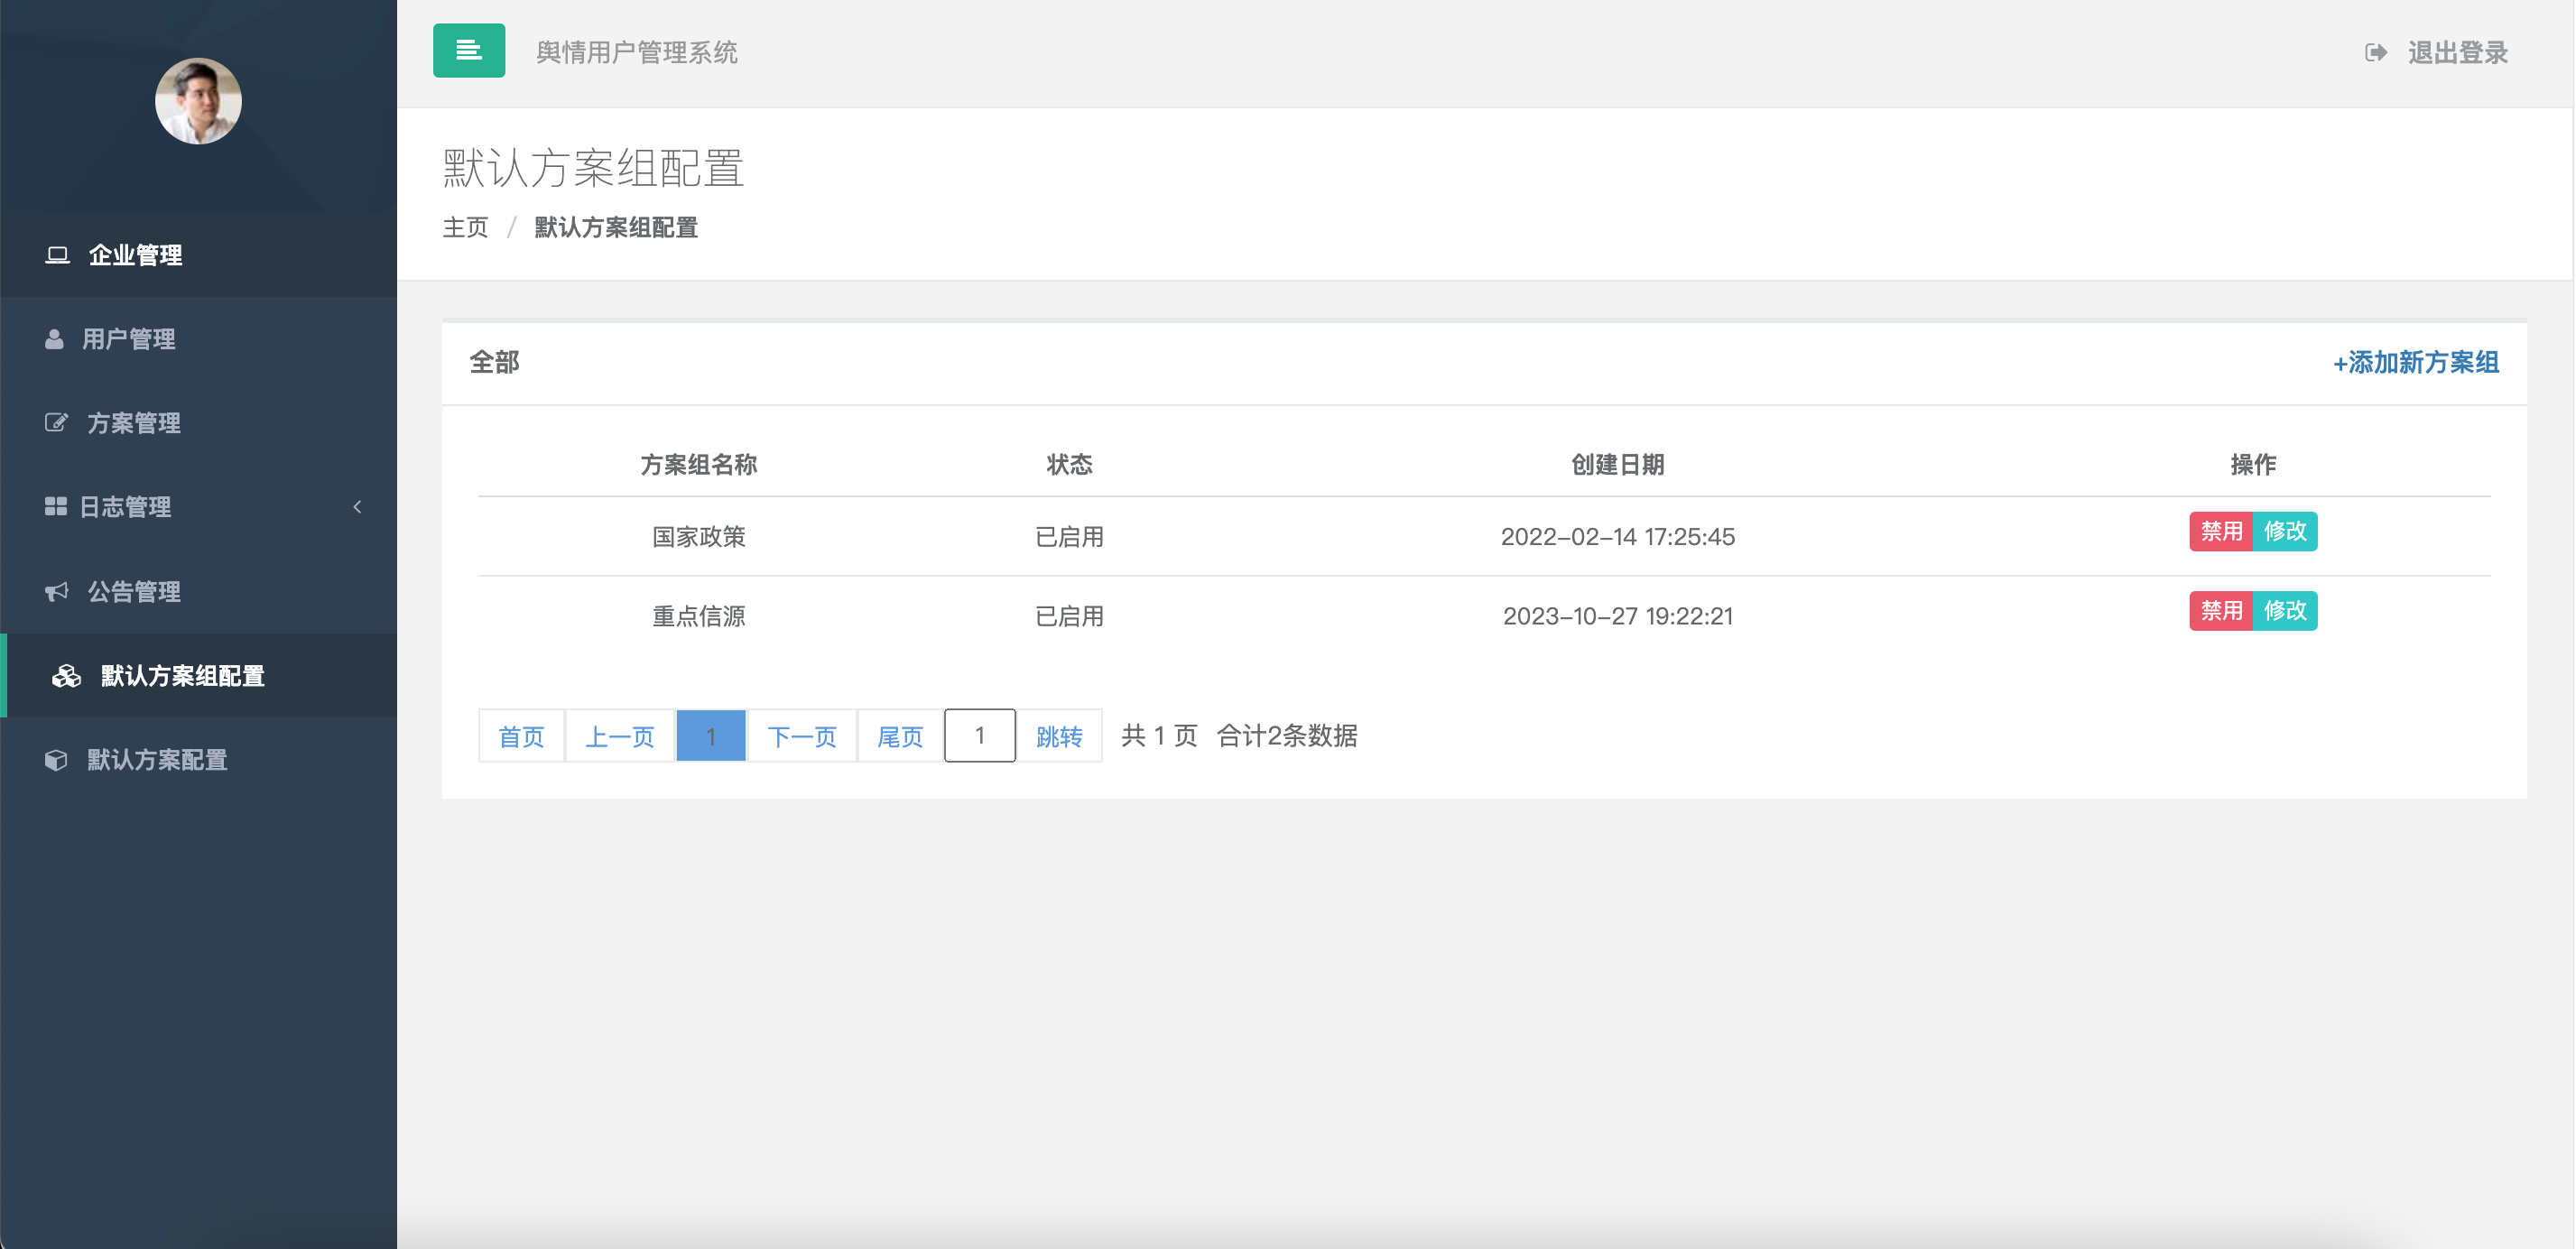 舆情用户管理系统
退出登录
默认方案组配置
主页 / 默认方案组配置
企业管理
用户管理
方案管理
日志管理
公告管理
默认方案组配置
默认方案配置
全部
+添加新方案组
方案组名称 状态 创建日期 操作
国家政策 已启用 2022-02-14 17:25:45 禁用 修改
重点信源 已启用 2023-10-27 19:22:21 禁用 修改
首页 上一页 1 下一页 尾页 1 跳转 共 1 页 合计2条数据